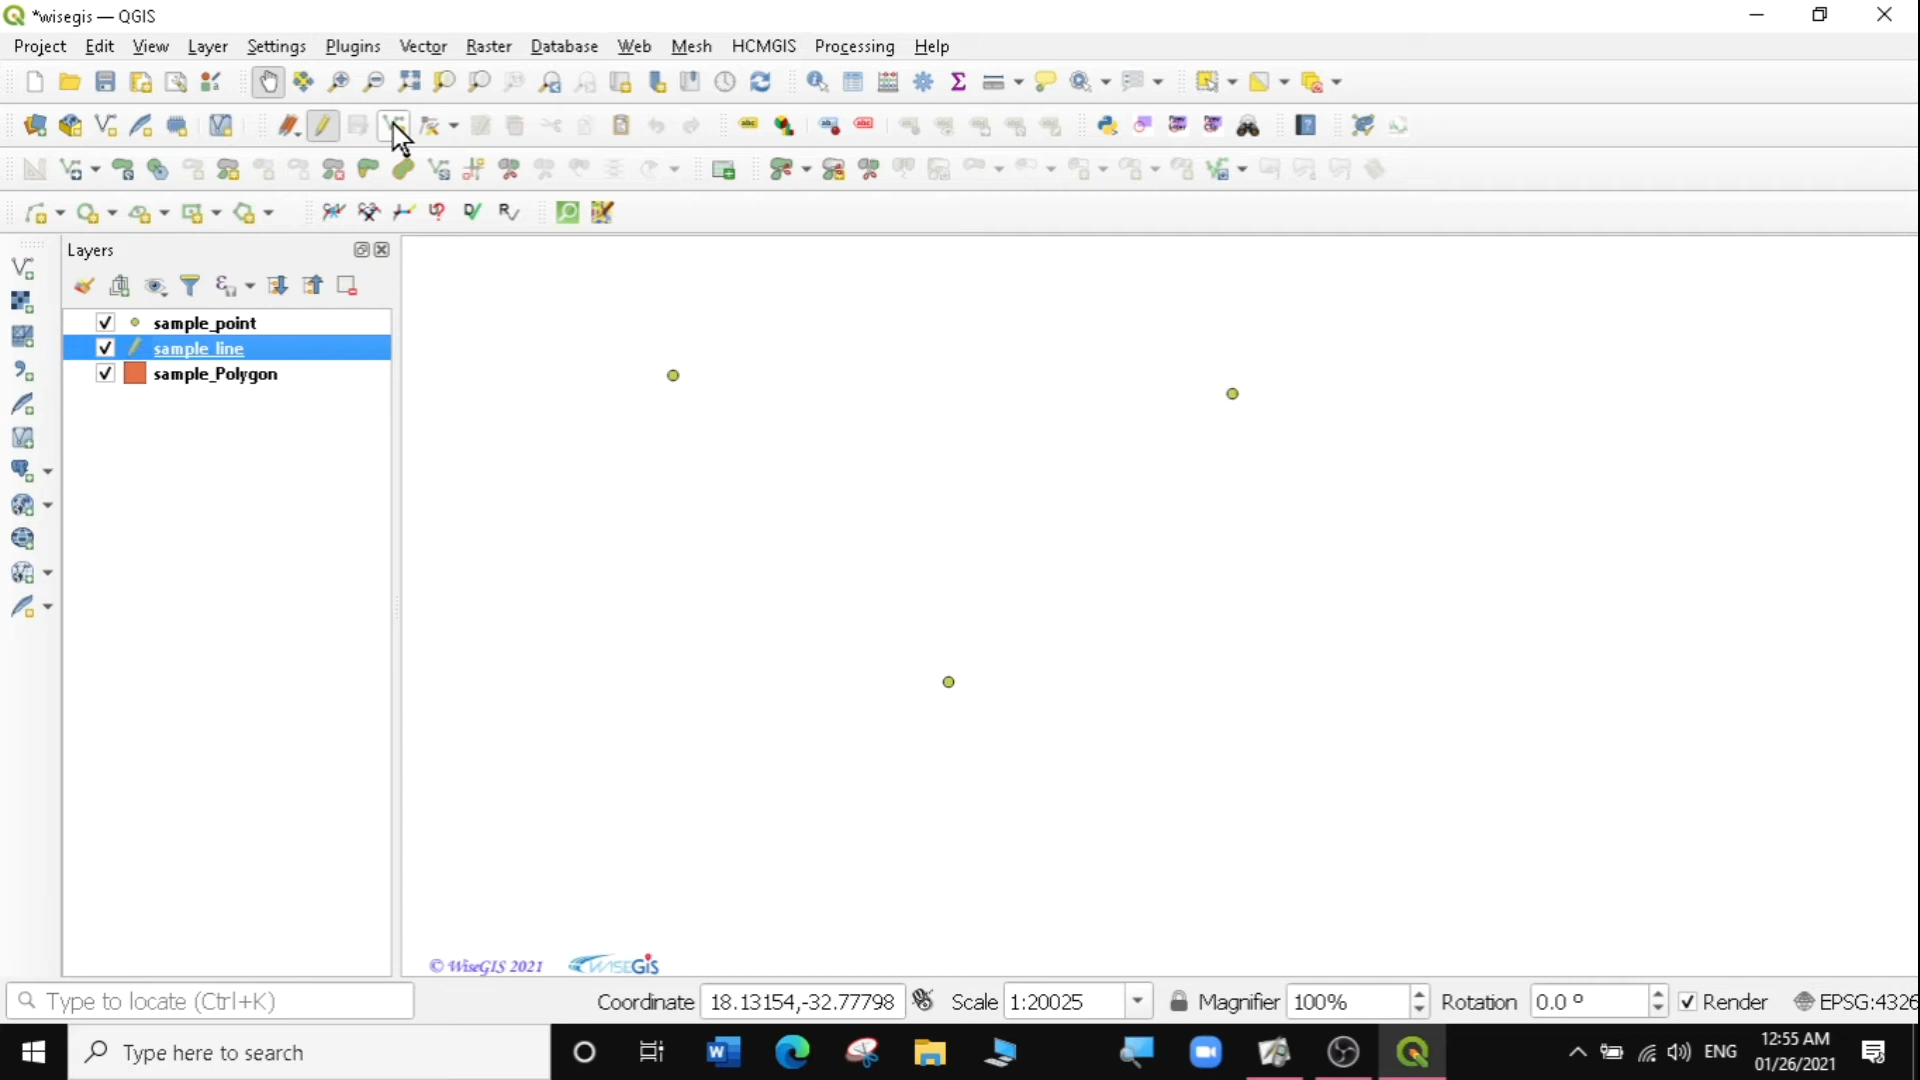 *wisegis — QGIS
Project Edit View Layer Settings Plugins Vector Raster Database Web Mesh HCMGIS Processing Help
Layers
sample_point
sample_line
sample_Polygon
© WiseGIS 2021 WISEGIS
Type to locate (Ctrl+K) Coordinate 18.13154,-32.77798 Scale 1:20025 Magnifier 100% Rotation 0.0 ° Render EPSG:4326
Type here to search ENG 12:55 AM
01/26/2021